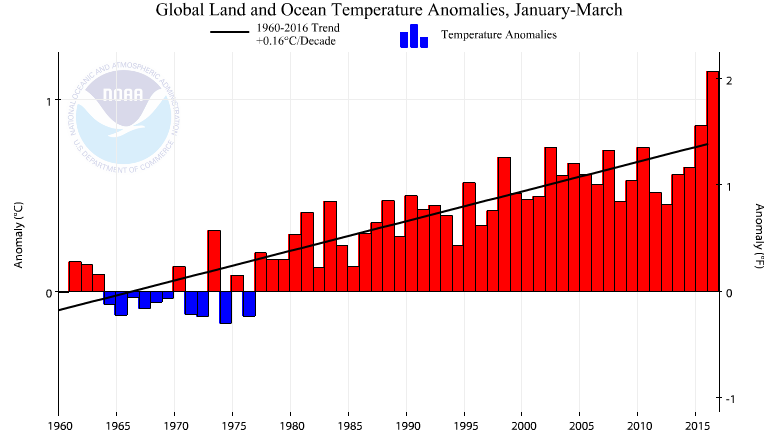 Global Land and Ocean Temperature Anomalies, January-March
1960-2016 Trend
+0.16°C/Decade
Temperature Anomalies
NATIONAL OCEANIC AND ATMOSPHERIC ADMINISTRATION
NOAA
U.S. DEPARTMENT OF COMMERCE
Anomaly (°C)
1
0
2
1
0
-1
Anomaly (°F)
1960 1965 1970 1975 1980 1985 1990 1995 2000 2005 2010 2015